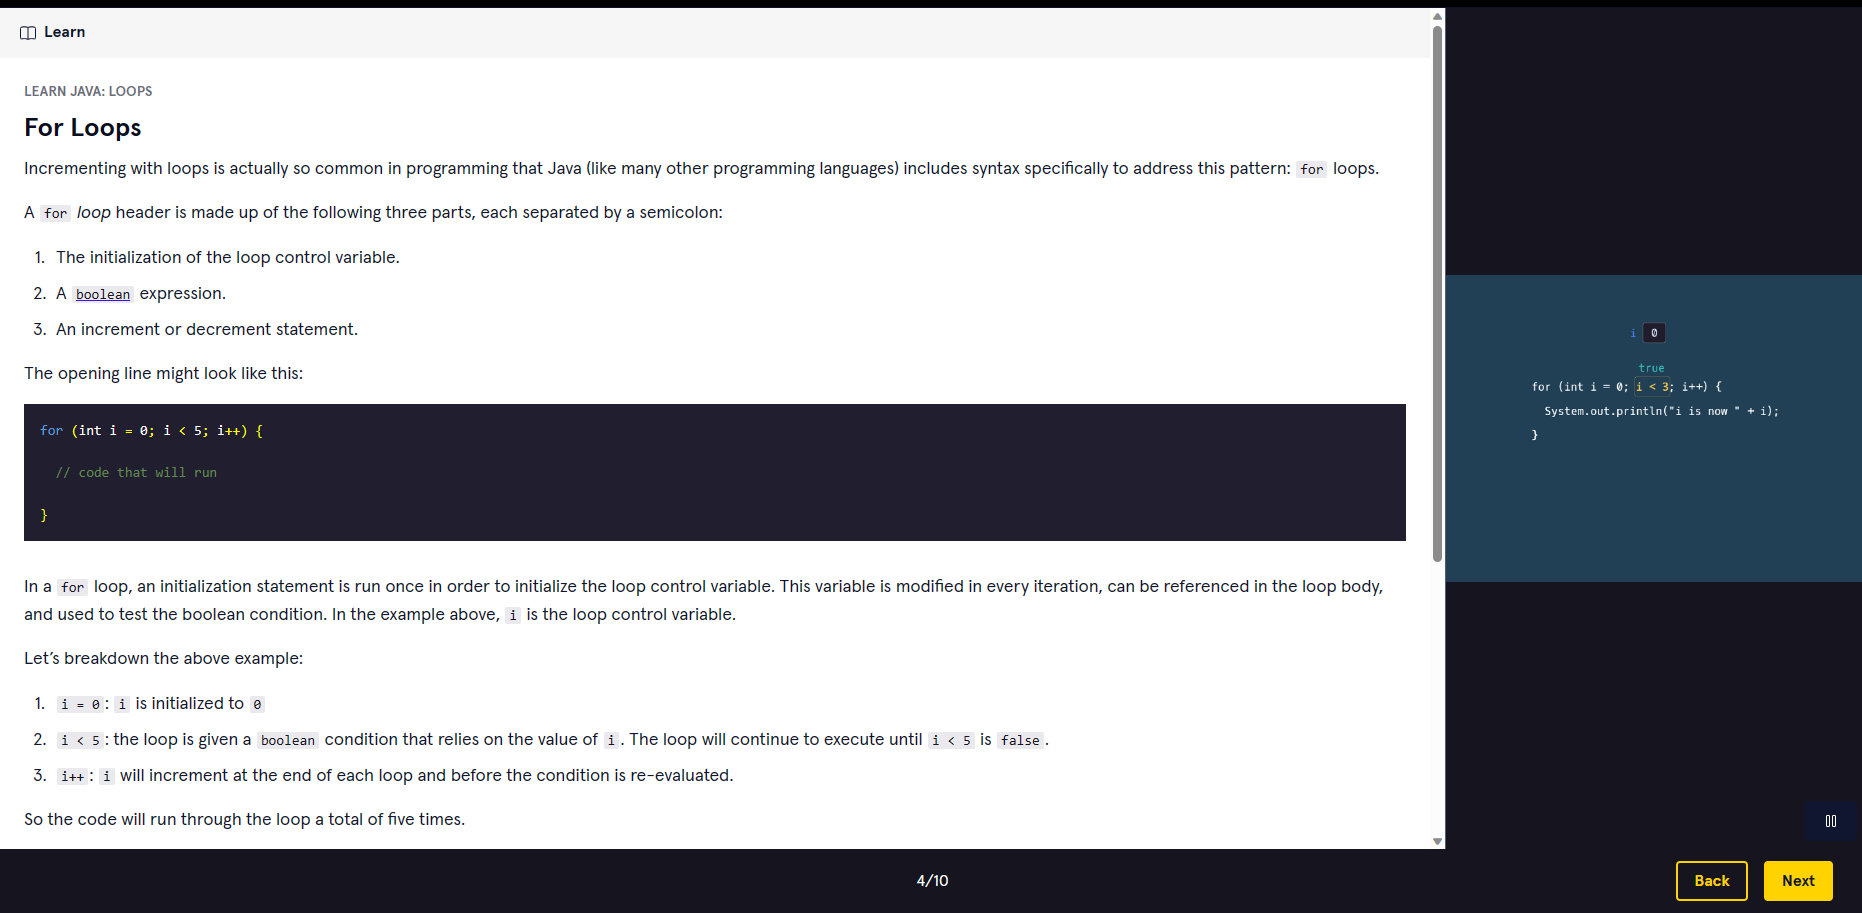 Learn
LEARN JAVA: LOOPS
For Loops
Incrementing with loops is actually so common in programming that Java (like many other programming languages) includes syntax specifically to address this pattern: for loops.
A for loop header is made up of the following three parts, each separated by a semicolon:
1. The initialization of the loop control variable.
2. A boolean expression.
3. An increment or decrement statement.
The opening line might look like this:
for (int i = 0; i < 5; i++) {
// code that will run
}
In a for loop, an initialization statement is run once in order to initialize the loop control variable. This variable is modified in every iteration, can be referenced in the loop body,
and used to test the boolean condition. In the example above, i is the loop control variable.
Let’s breakdown the above example:
1. i = 0: i is initialized to 0
2. i < 5: the loop is given a boolean condition that relies on the value of i. The loop will continue to execute until i < 5 is false.
3. i++: i will increment at the end of each loop and before the condition is re-evaluated.
So the code will run through the loop a total of five times.
i 0
true
for (int i = 0; i < 3; i++) {
System.out.println("i is now " + i);
}
4/10
Back
Next